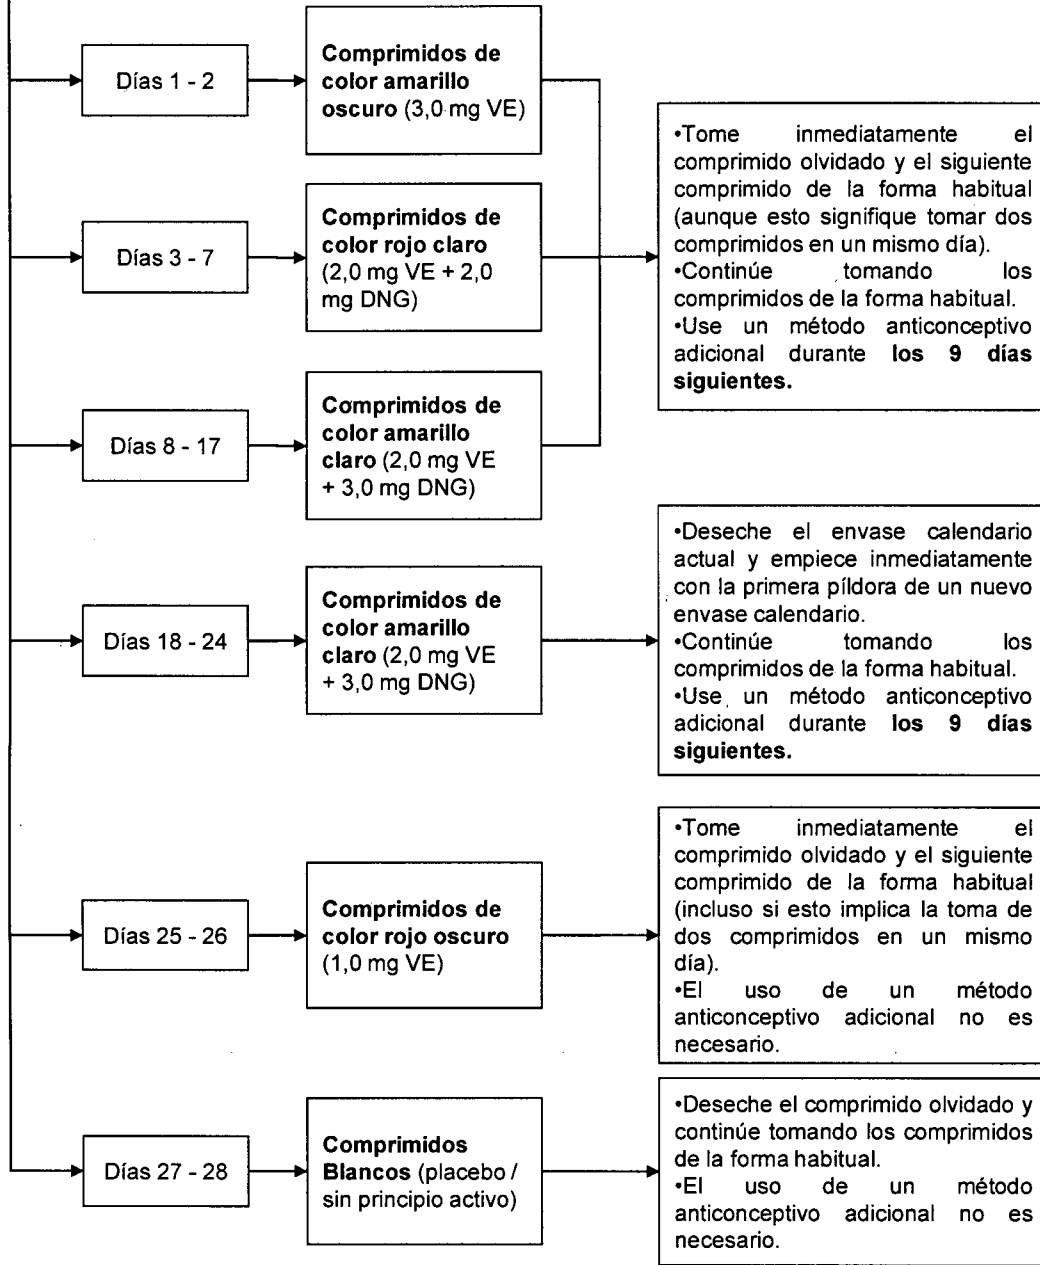 Días 1 - 2
Comprimidos de
color amarillo
oscuro (3,0 mg VE)
Días 3 - 7
Comprimidos de
color rojo claro
(2,0 mg VE + 2,0
mg DNG)
Días 8 - 17
Comprimidos de
color amarillo
claro (2,0 mg VE
+ 3,0 mg DNG)
•Tome inmediatamente el
comprimido olvidado y el siguiente
comprimido de la forma habitual
(aunque esto signifique tomar dos
comprimidos en un mismo día).
•Continúe tomando los
comprimidos de la forma habitual.
•Use un método anticonceptivo
adicional durante los 9 días
siguientes.
Días 18 - 24
Comprimidos de
color amarillo
claro (2,0 mg VE
+ 3,0 mg DNG)
•Deseche el envase calendario
actual y empiece inmediatamente
con la primera píldora de un nuevo
envase calendario.
•Continúe tomando los
comprimidos de la forma habitual.
•Use un método anticonceptivo
adicional durante los 9 días
siguientes.
Días 25 - 26
Comprimidos de
color rojo oscuro
(1,0 mg VE)
•Tome inmediatamente el
comprimido olvidado y el siguiente
comprimido de la forma habitual
(incluso si esto implica la toma de
dos comprimidos en un mismo
día).
•El uso de un método
anticonceptivo adicional no es
necesario.
Días 27 - 28
Comprimidos
Blancos (placebo /
sin principio activo)
•Deseche el comprimido olvidado y
continúe tomando los comprimidos
de la forma habitual.
•El uso de un método
anticonceptivo adicional no es
necesario.